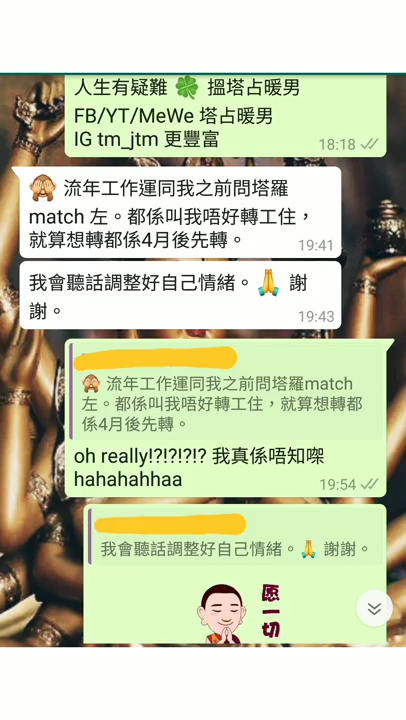 人生有疑難 🍀 搵塔占暖男
FB/YT/MeWe 塔占暖男
IG tm_jtm 更豐富
18:18
🙈 流年工作運同我之前問塔羅
match 左。都係叫我唔好轉工住，
就算想轉都係4月後先轉。
19:41
我會聽話調整好自己情緒。🙏 謝
謝。
19:43
🙈 流年工作運同我之前問塔羅match
左。都係叫我唔好轉工住，就算想轉都
係4月後先轉。
oh really!?!?!?!? 我真係唔知㗎
hahahahhaa
19:54
我會聽話調整好自己情緒。🙏 謝謝。
愿一切